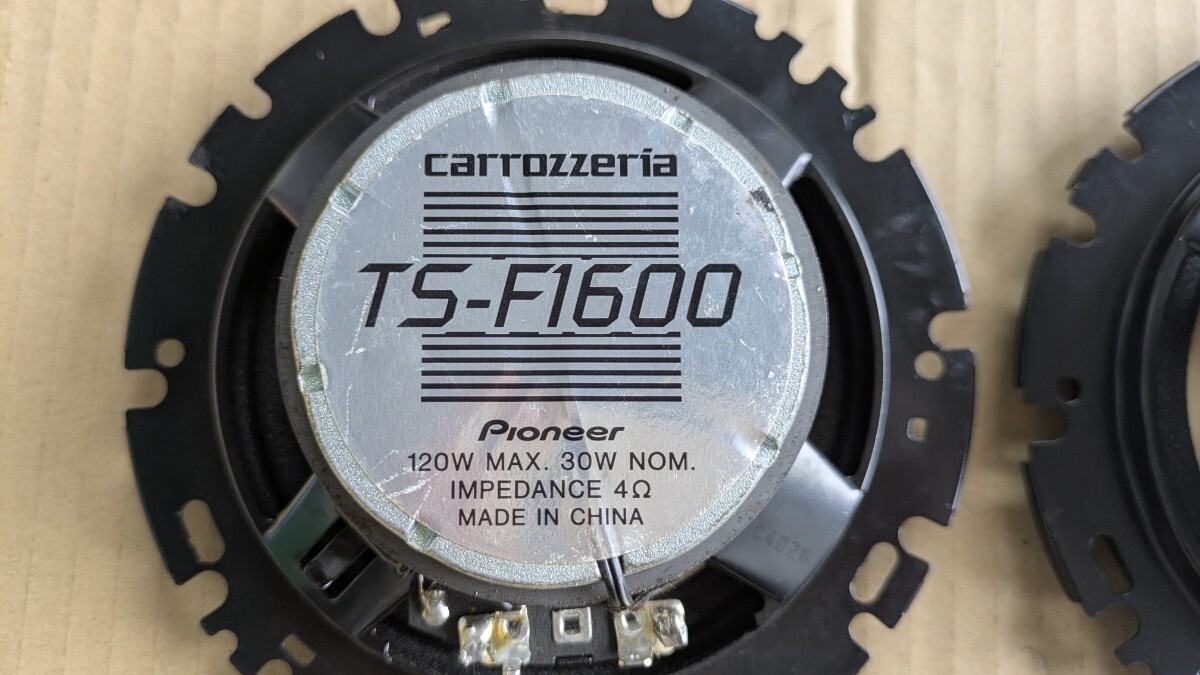 carrozzeria
TS-F1600
Pioneer
120W MAX. 30W NOM.
IMPEDANCE 4Ω
MADE IN CHINA